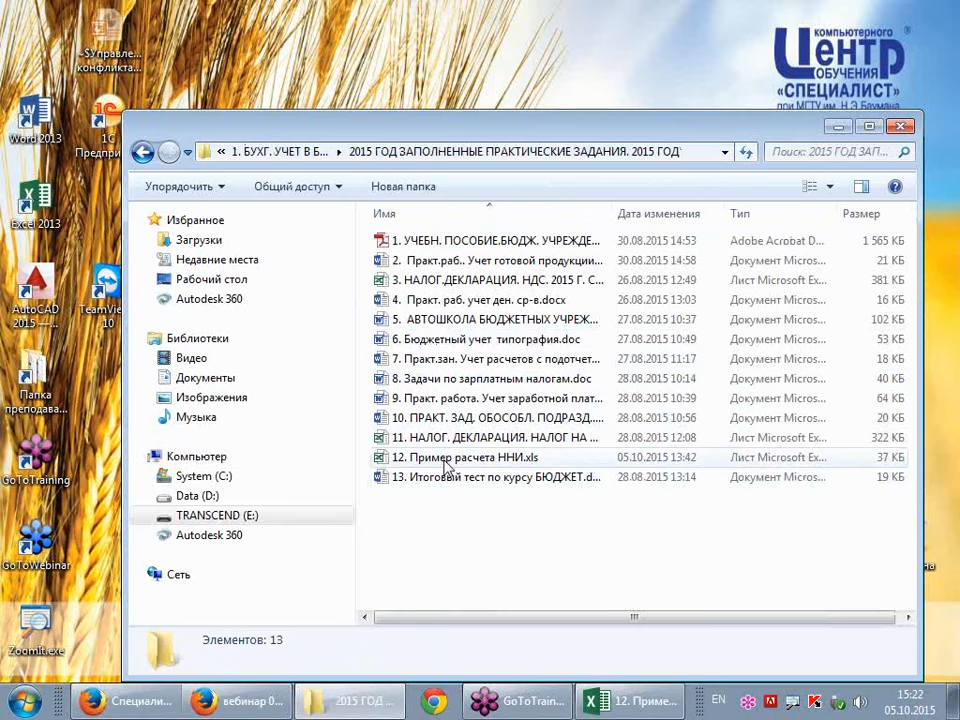 ~$Управле...
конфликта...
Word 2013
1С
Предпри...
Excel 2013
AutoCAD
2015 —...
TeamView
10
Папка
преподава...
GoToTraining
GoToWebinar
ZoomIt.exe
компьютерного
Центр
ОБУЧЕНИЯ
«СПЕЦИАЛИСТ»
при МГТУ им. Н.Э.Баумана
« 1. БУХГ. УЧЕТ В Б... ▸ 2015 ГОД ЗАПОЛНЕННЫЕ ПРАКТИЧЕСКИЕ ЗАДАНИЯ. 2015 ГОД
Поиск: 2015 ГОД ЗАП...
Упорядочить Общий доступ Новая папка
Избранное
Загрузки
Недавние места
Рабочий стол
Autodesk 360
Библиотеки
Видео
Документы
Изображения
Музыка
Компьютер
System (C:)
Data (D:)
TRANSCEND (E:)
Autodesk 360
Сеть
Имя Дата изменения Тип Размер
1. УЧЕБН. ПОСОБИЕ.БЮДЖ. УЧРЕЖДЕ... 30.08.2015 14:53 Adobe Acrobat D... 1 565 КБ
2. Практ.раб.. Учет готовой продукции... 30.08.2015 14:58 Документ Micros... 21 КБ
3. НАЛОГ.ДЕКЛАРАЦИЯ. НДС. 2015 Г. С... 26.08.2015 12:49 Лист Microsoft Ex... 381 КБ
4. Практ. раб. учет ден. ср-в.docx 26.08.2015 13:03 Документ Micros... 16 КБ
5. АВТОШКОЛА БЮДЖЕТНЫХ УЧРЕЖ... 27.08.2015 10:37 Документ Micros... 102 КБ
6. Бюджетный учет типография.doc 27.08.2015 10:49 Документ Micros... 53 КБ
7. Практ.зан. Учет расчетов с подотчет... 27.08.2015 11:17 Документ Micros... 18 КБ
8. Задачи по зарплатным налогам.doc 28.08.2015 10:14 Документ Micros... 40 КБ
9. Практ. работа. Учет заработной плат... 28.08.2015 10:39 Документ Micros... 64 КБ
10. ПРАКТ. ЗАД. ОБОСОБЛ. ПОДРАЗД.... 28.08.2015 10:56 Документ Micros... 20 КБ
11. НАЛОГ. ДЕКЛАРАЦИЯ. НАЛОГ НА ... 28.08.2015 12:08 Лист Microsoft Ex... 322 КБ
12. Пример расчета ННИ.xls 05.10.2015 13:42 Лист Microsoft Ex... 37 КБ
13. Итоговый тест по курсу БЮДЖЕТ.d... 28.08.2015 13:14 Документ Micros... 19 КБ
Элементов: 13
Специали... вебинар 0... 2015 ГОД ... GoToTrain... 12. Приме... EN
15:22
05.10.2015